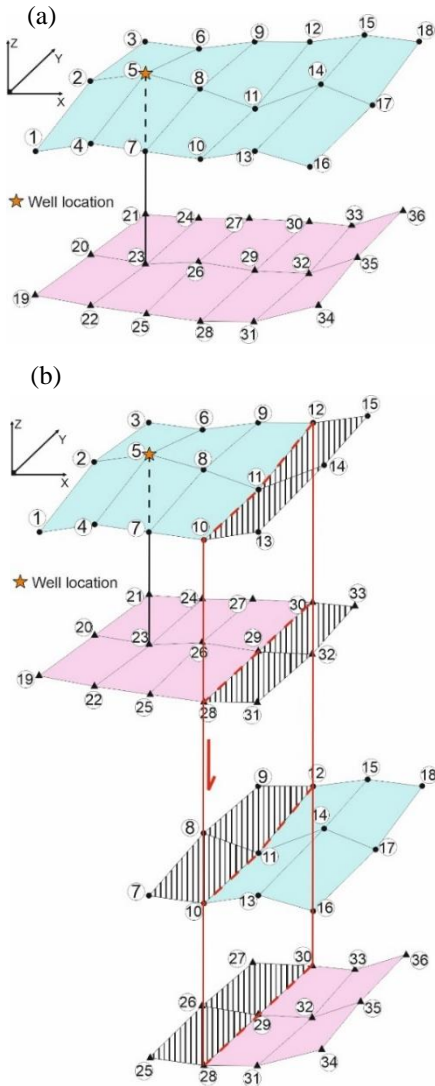 (a)
Z
Y
X
3 6 9 12 15 18
2 5 8 11 14 17
1 4 7 10 13 16
Well location
21 24 27 30 33 36
20 23 26 29 32 35
19 22 25 28 31 34
(b)
Z
Y
X
3 6 9 12 15
2 5 8 11 14
1 4 7 10 13
Well location
21 24 27 30 33
20 23 26 29 32
19 22 25 28 31
9 12 15 18
8 11 14 17
7 10 13 16
27 30 33 36
26 29 32 35
25 28 31 34